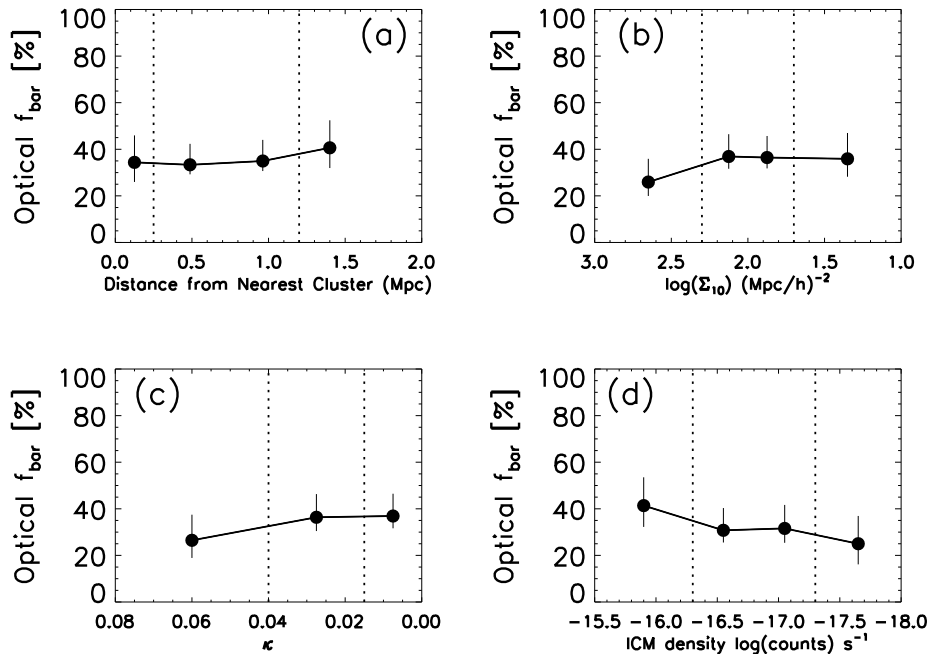 (a)
Optical f_bar [%]
100
80
60
40
20
0
0.0 0.5 1.0 1.5 2.0
Distance from Nearest Cluster (Mpc)
(b)
Optical f_bar [%]
100
80
60
40
20
0
3.0 2.5 2.0 1.5 1.0
log(Σ₁₀) (Mpc/h)⁻²
(c)
Optical f_bar [%]
100
80
60
40
20
0
0.08 0.06 0.04 0.02 0.00
κ
(d)
Optical f_bar [%]
100
80
60
40
20
0
−15.5 −16.0 −16.5 −17.0 −17.5 −18.0
ICM density log(counts) s⁻¹